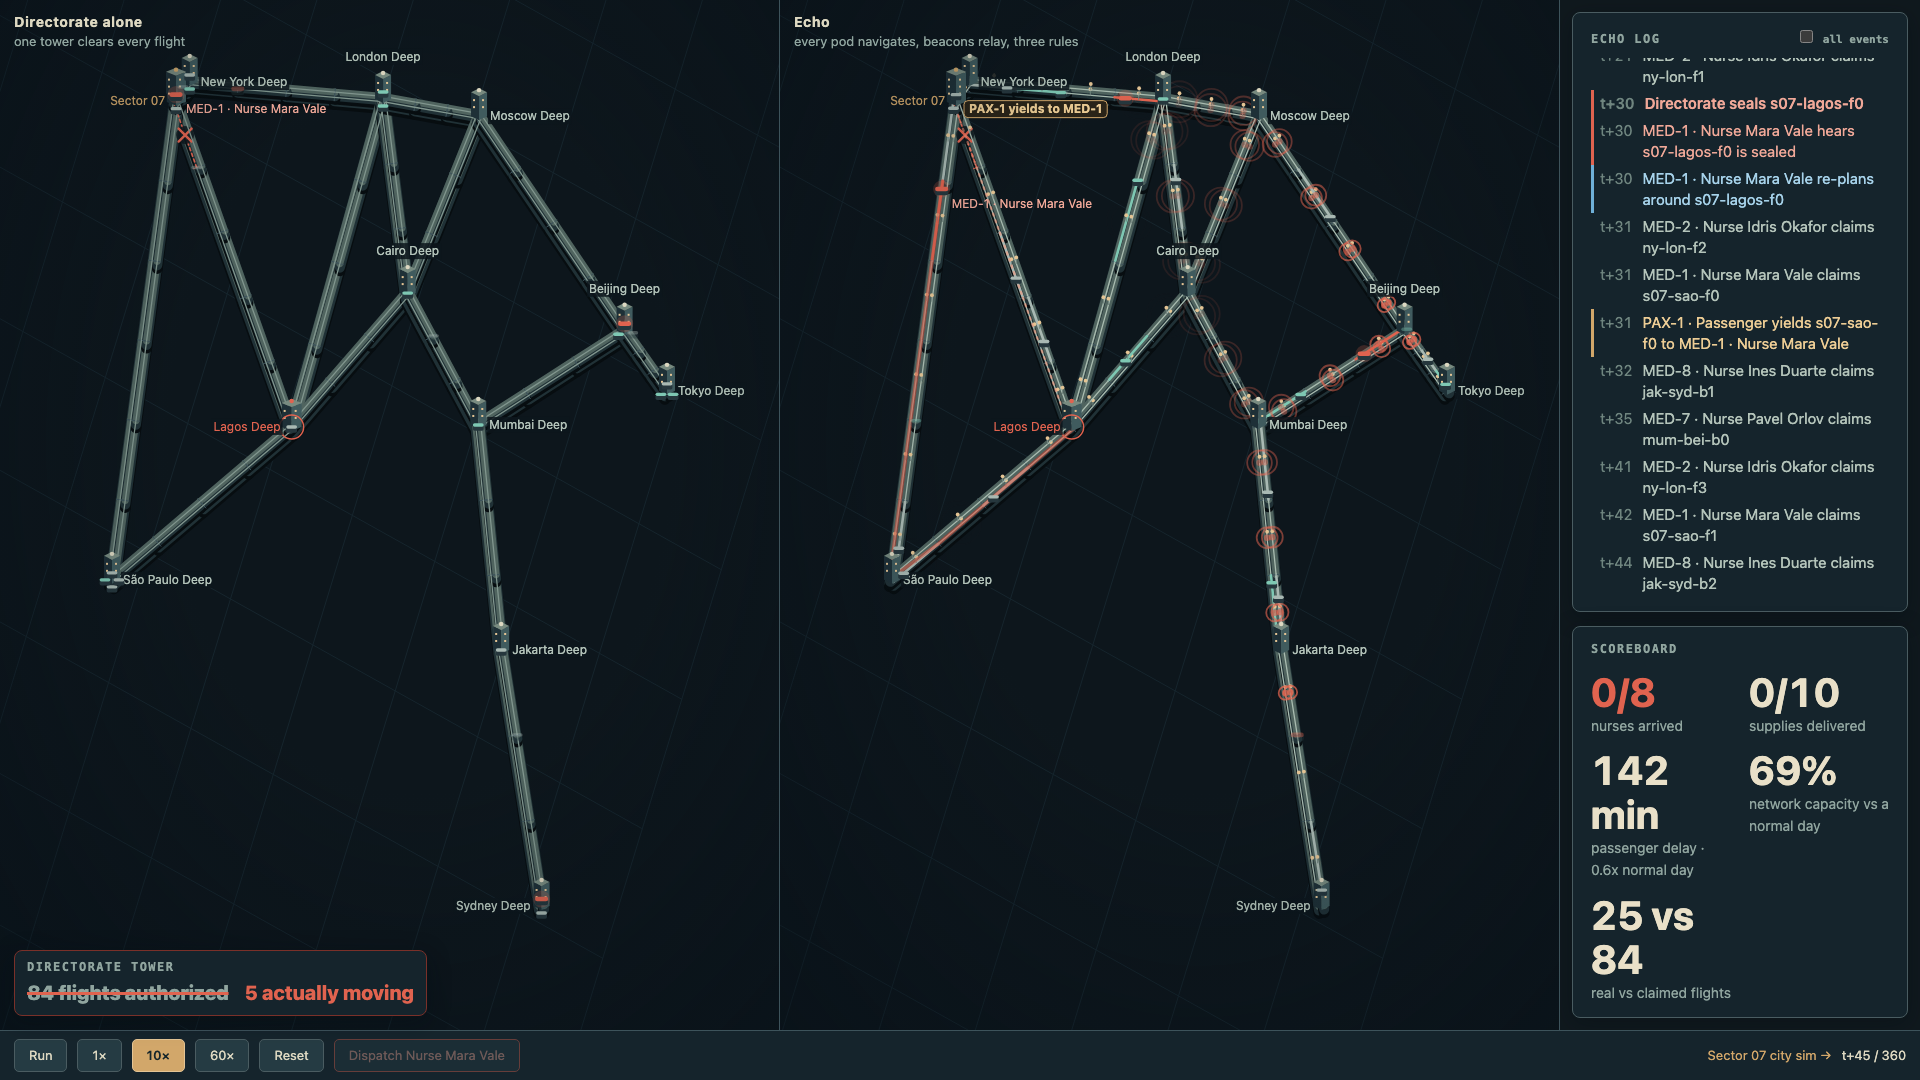 Directorate alone
one tower clears every flight
London Deep
New York Deep
Sector 07
MED-1 · Nurse Mara Vale
Moscow Deep
Cairo Deep
Beijing Deep
Tokyo Deep
Lagos Deep
Mumbai Deep
São Paulo Deep
Jakarta Deep
Sydney Deep
DIRECTORATE TOWER
84 flights authorized 5 actually moving
Echo
every pod navigates, beacons relay, three rules
London Deep
New York Deep
Sector 07
PAX-1 yields to MED-1
Moscow Deep
MED-1 · Nurse Mara Vale
Cairo Deep
Beijing Deep
Tokyo Deep
Lagos Deep
Mumbai Deep
São Paulo Deep
Jakarta Deep
Sydney Deep
ECHO LOG
all events
t+21 MED-2 · Nurse Idris Okafor claims
ny-lon-f1
t+30 Directorate seals s07-lagos-f0
t+30 MED-1 · Nurse Mara Vale hears
s07-lagos-f0 is sealed
t+30 MED-1 · Nurse Mara Vale re-plans
around s07-lagos-f0
t+31 MED-2 · Nurse Idris Okafor claims
ny-lon-f2
t+31 MED-1 · Nurse Mara Vale claims
s07-sao-f0
t+31 PAX-1 · Passenger yields s07-sao-
f0 to MED-1 · Nurse Mara Vale
t+32 MED-8 · Nurse Ines Duarte claims
jak-syd-b1
t+35 MED-7 · Nurse Pavel Orlov claims
mum-bei-b0
t+41 MED-2 · Nurse Idris Okafor claims
ny-lon-f3
t+42 MED-1 · Nurse Mara Vale claims
s07-sao-f1
t+44 MED-8 · Nurse Ines Duarte claims
jak-syd-b2
SCOREBOARD
0/8
nurses arrived
0/10
supplies delivered
142
min
passenger delay ·
0.6x normal day
69%
network capacity vs a
normal day
25 vs
84
real vs claimed flights
Run
1×
10×
60×
Reset
Dispatch Nurse Mara Vale
Sector 07 city sim →
t+45 / 360